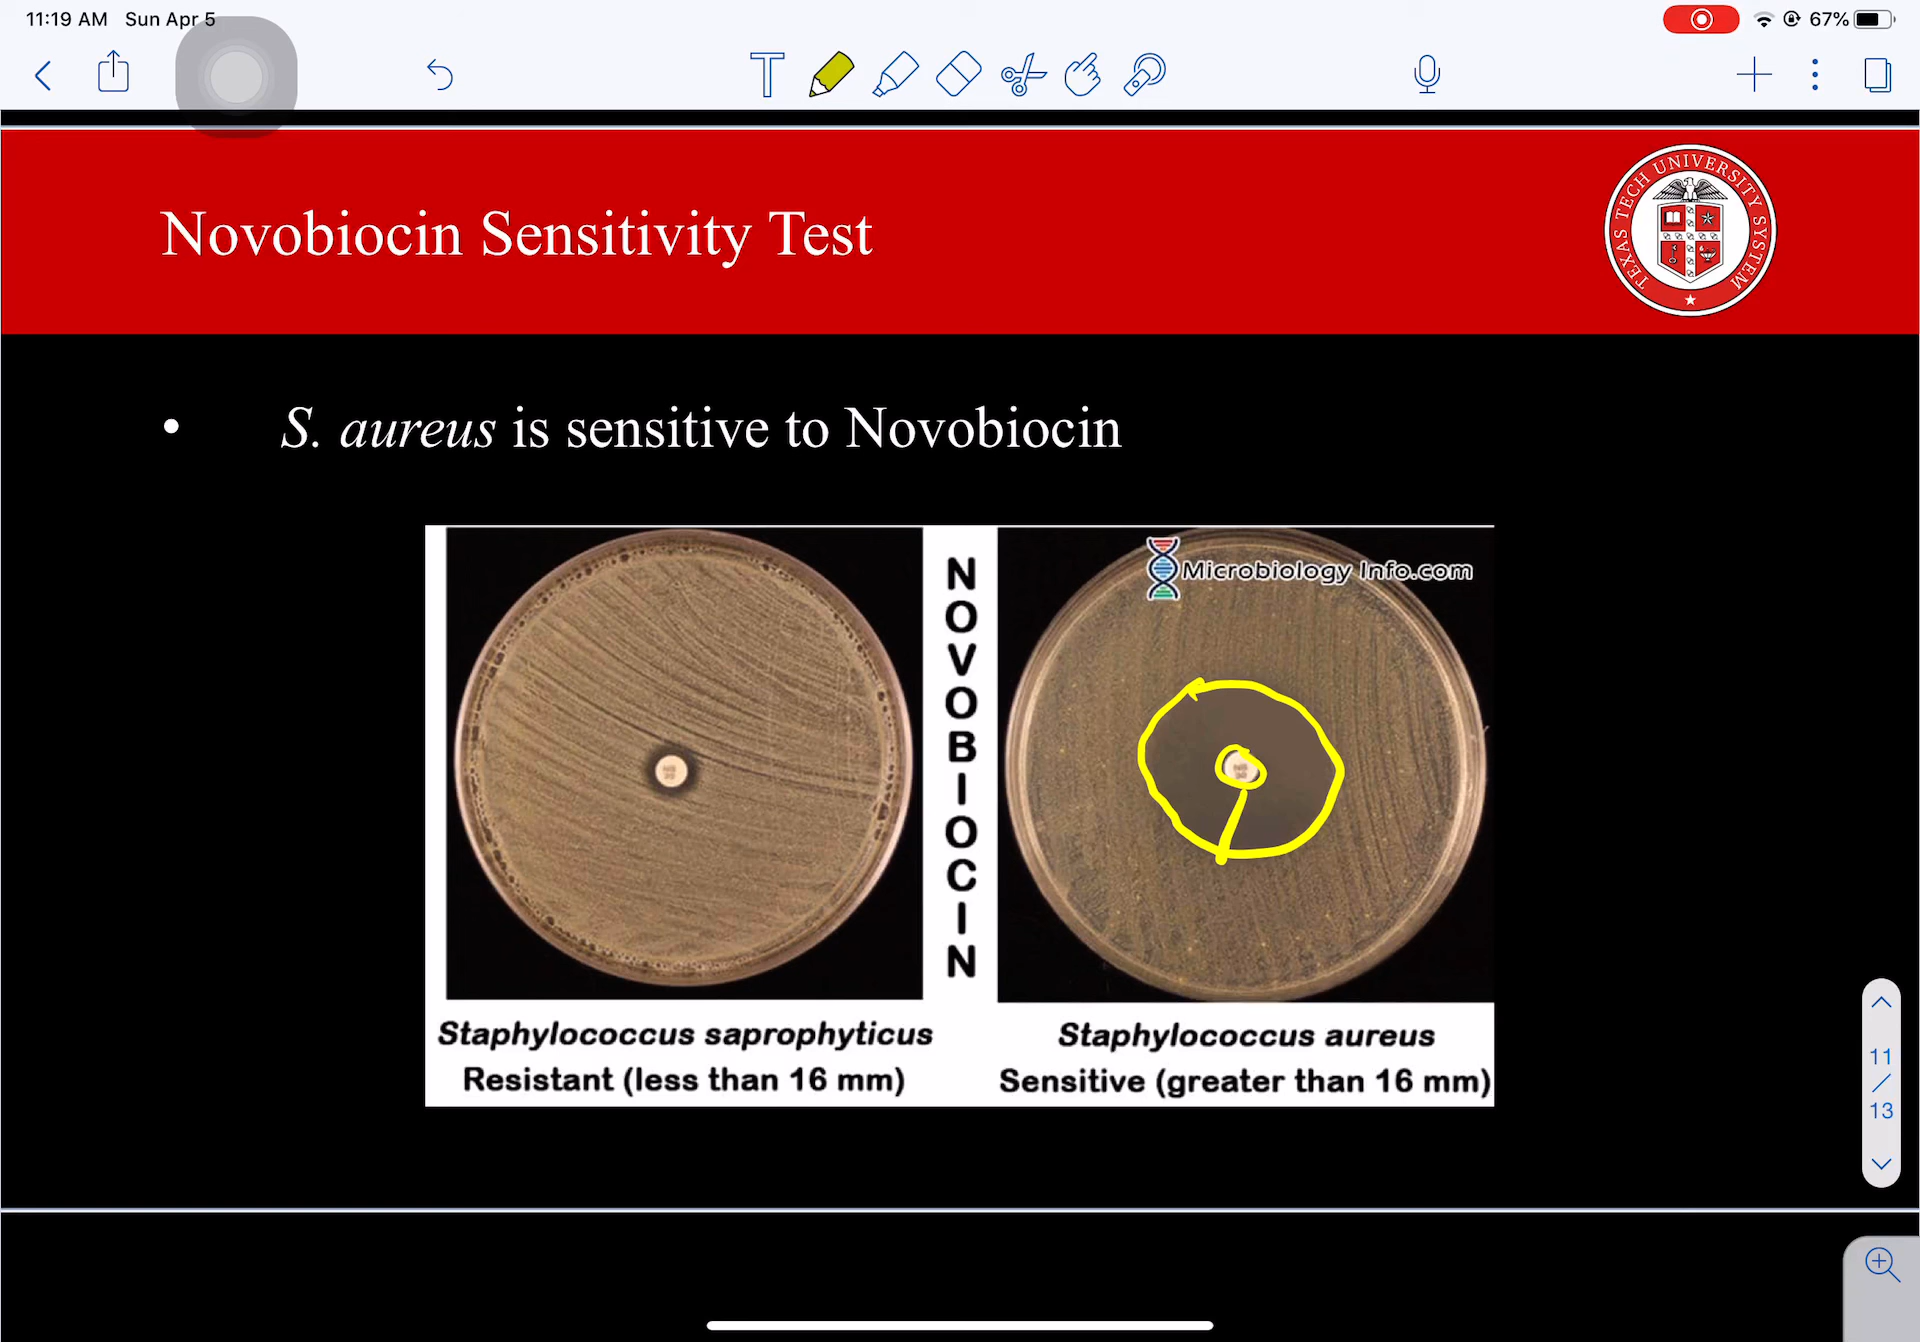 11:19 AM Sun Apr 5
67%
T
Novobiocin Sensitivity Test
TEXAS TECH UNIVERSITY SYSTEM
• S. aureus is sensitive to Novobiocin
NOVOBIOCIN
Microbiology Info.com
Staphylococcus saprophyticus
Resistant (less than 16 mm)
Staphylococcus aureus
Sensitive (greater than 16 mm)
11
/
13